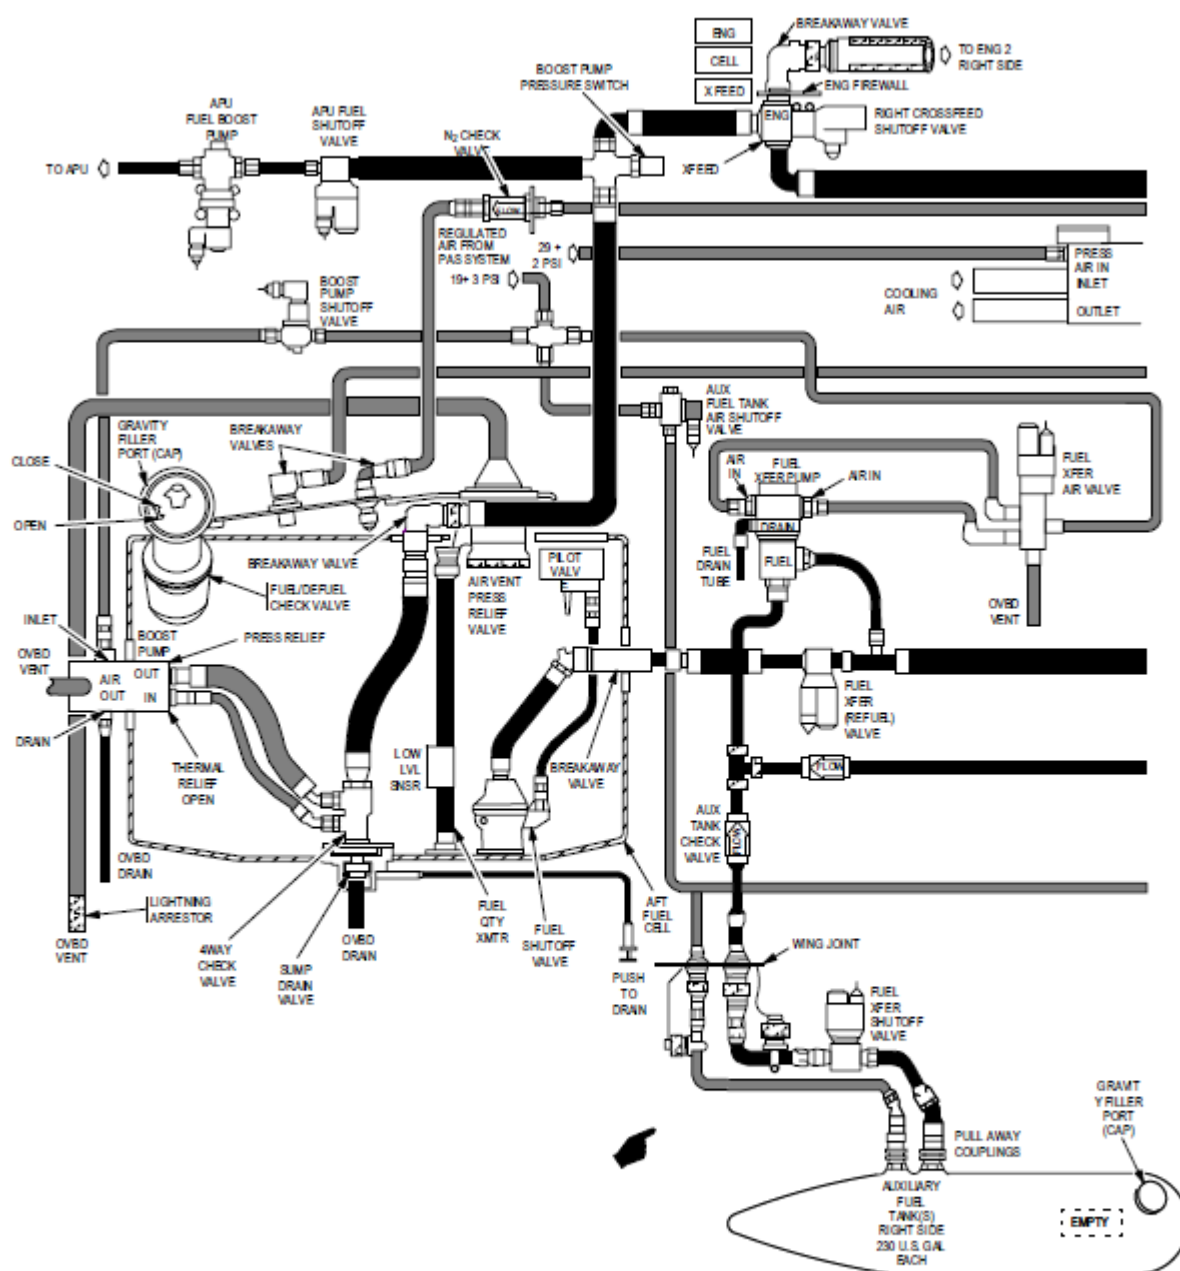 ENG
CELL
XFEED
BREAKAWAY VALVE
TO ENG 2
RIGHT SIDE
ENG FIREWALL
ENG
RIGHT CROSSFEED
SHUTOFF VALVE
XFEED
BOOST PUMP
PRESSURE SWITCH
APU
FUEL BOOST
PUMP
APU FUEL
SHUTOFF
VALVE
N2 CHECK
VALVE
TO APU
FLOW
REGULATED
AIR FROM
PAS SYSTEM
29 +
2 PSI
19+ 3 PSI
PRESS
AIR IN
INLET
OUTLET
COOLING
AIR
BOOST
PUMP
SHUTOFF
VALVE
AUX
FUEL TANK
AIR SHUTOFF
VALVE
GRAVITY
FILLER
PORT (CAP)
BREAKAWAY
VALVES
CLOSE
OPEN
AIR
IN
FUEL
XFER PUMP
AIR IN
FUEL
XFER
AIR VALVE
DRAIN
FUEL
FUEL
DRAIN
TUBE
OVBD
VENT
BREAKAWAY VALVE
PILOT
VALV
E
AIR VENT
PRESS
RELIEF
VALVE
FUEL/DEFUEL
CHECK VALVE
INLET
BOOST
PUMP
PRESS RELIEF
OVBD
VENT
AIR
OUT
OUT
IN
DRAIN
THERMAL
RELIEF
OPEN
LOW
LVL
SNSR
BREAKAWAY
VALVE
FUEL
XFER
(REFUEL)
VALVE
FLOW
AUX
TANK
CHECK
VALVE
FLOW
OVBD
DRAIN
LIGHTNING
ARRESTOR
OVBD
VENT
4WAY
CHECK
VALVE
SUMP
DRAIN
VALVE
OVBD
DRAIN
FUEL
QTY
XMTR
FUEL
SHUTOFF
VALVE
AFT
FUEL
CELL
PUSH
TO
DRAIN
WING JOINT
FUEL
XFER
SHUTOFF
VALVE
GRAVIT
Y FILLER
PORT
(CAP)
PULL AWAY
COUPLINGS
AUXILIARY
FUEL
TANK(S)
RIGHT SIDE
230 U.S. GAL
EACH
EMPTY